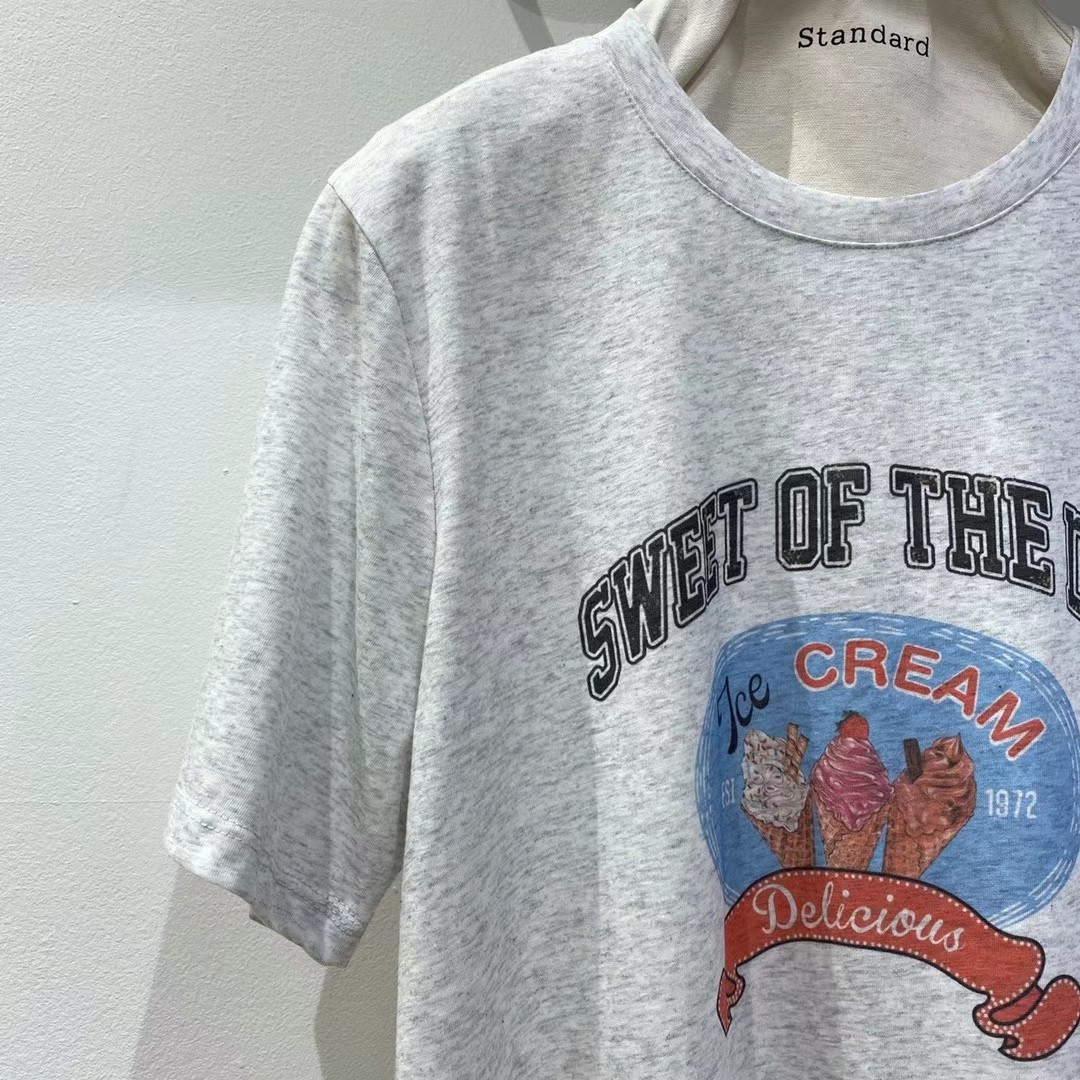 Standard
SWEET OF THE
Ice CREAM
EST 1972
Delicious